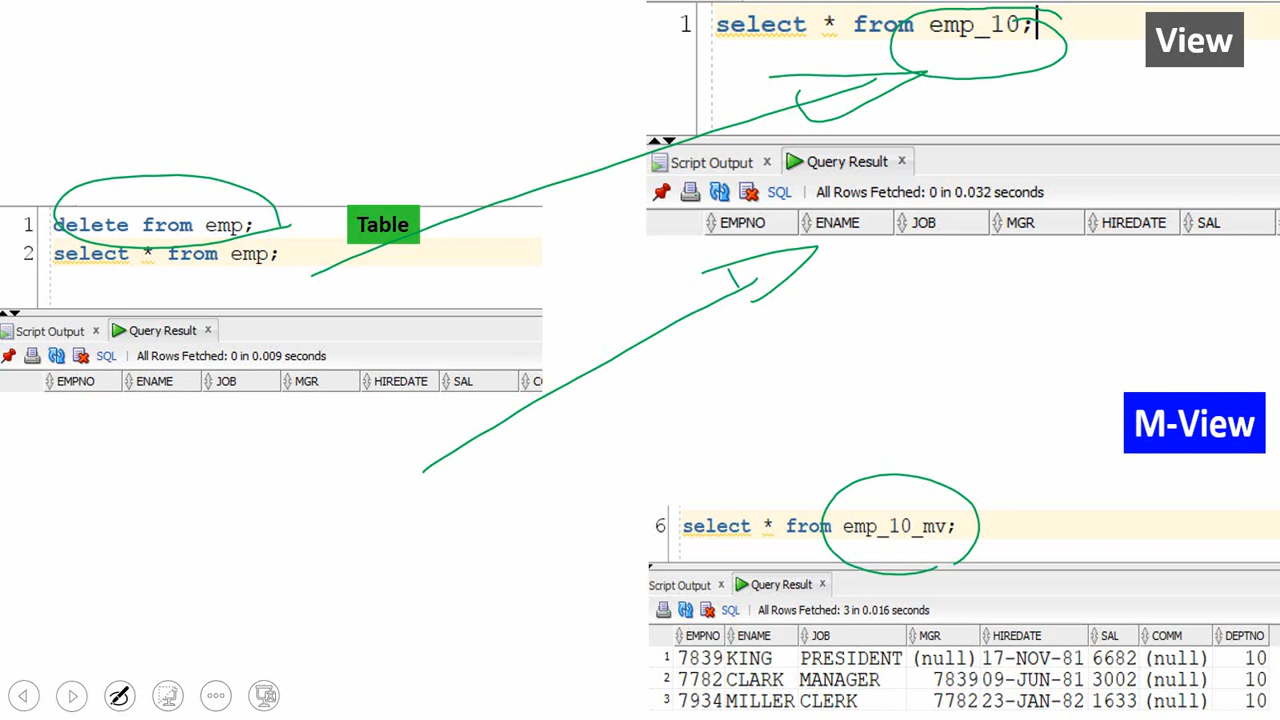 1 select * from emp_10;
View
Script Output x Query Result x
SQL | All Rows Fetched: 0 in 0.032 seconds
EMPNO ENAME JOB MGR HIREDATE SAL
1 delete from emp;
2 select * from emp;
Table
Script Output x Query Result x
SQL | All Rows Fetched: 0 in 0.009 seconds
EMPNO ENAME JOB MGR HIREDATE SAL C
M-View
6 select * from emp_10_mv;
Script Output x Query Result x
SQL | All Rows Fetched: 3 in 0.016 seconds
EMPNO ENAME JOB MGR HIREDATE SAL COMM DEPTNO
1 7839 KING PRESIDENT (null) 17-NOV-81 6682 (null) 10
2 7782 CLARK MANAGER 7839 09-JUN-81 3002 (null) 10
3 7934 MILLER CLERK 7782 23-JAN-82 1633 (null) 10